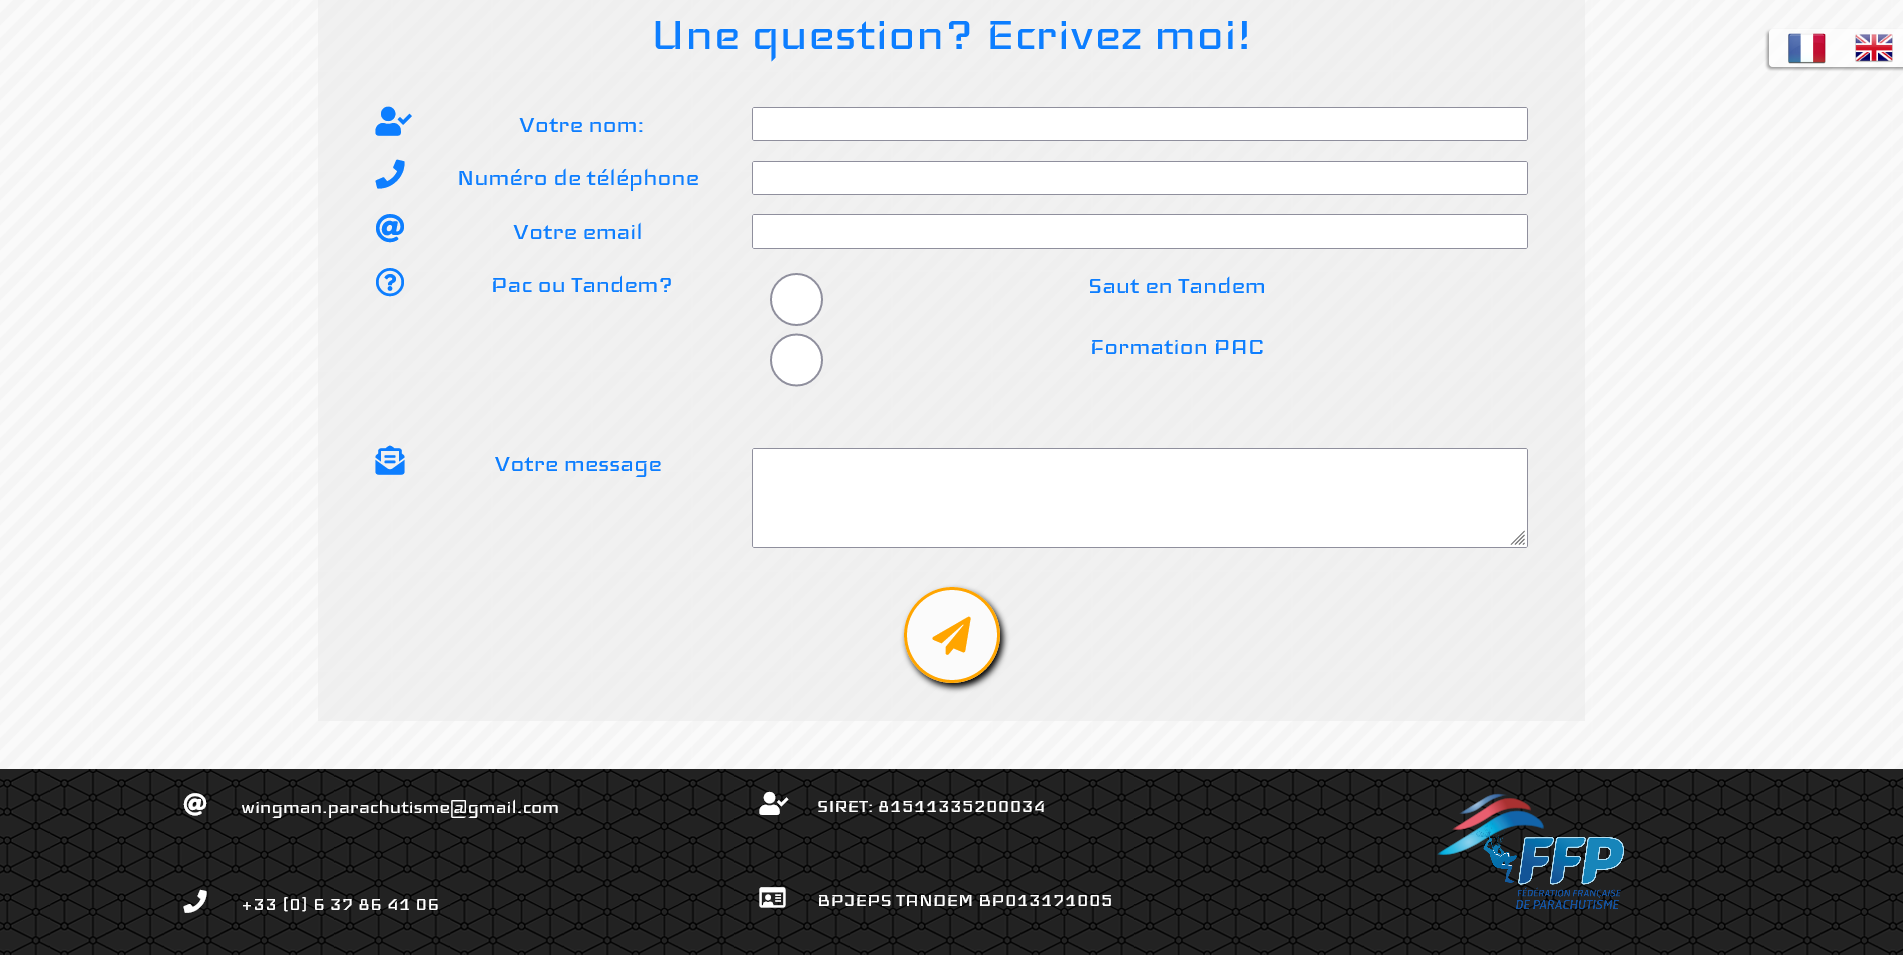 Une question? Ecrivez moi!
Votre nom:
Numéro de téléphone
Votre email
Pac ou Tandem?
Saut en Tandem
Formation PAC
Votre message
wingman.parachutisme@gmail.com
SIRET: 81511335200034
+33 (0) 6 37 86 41 06
BPJEPS TANDEM BP013171005
FFP
FÉDÉRATION FRANÇAISE
DE PARACHUTISME